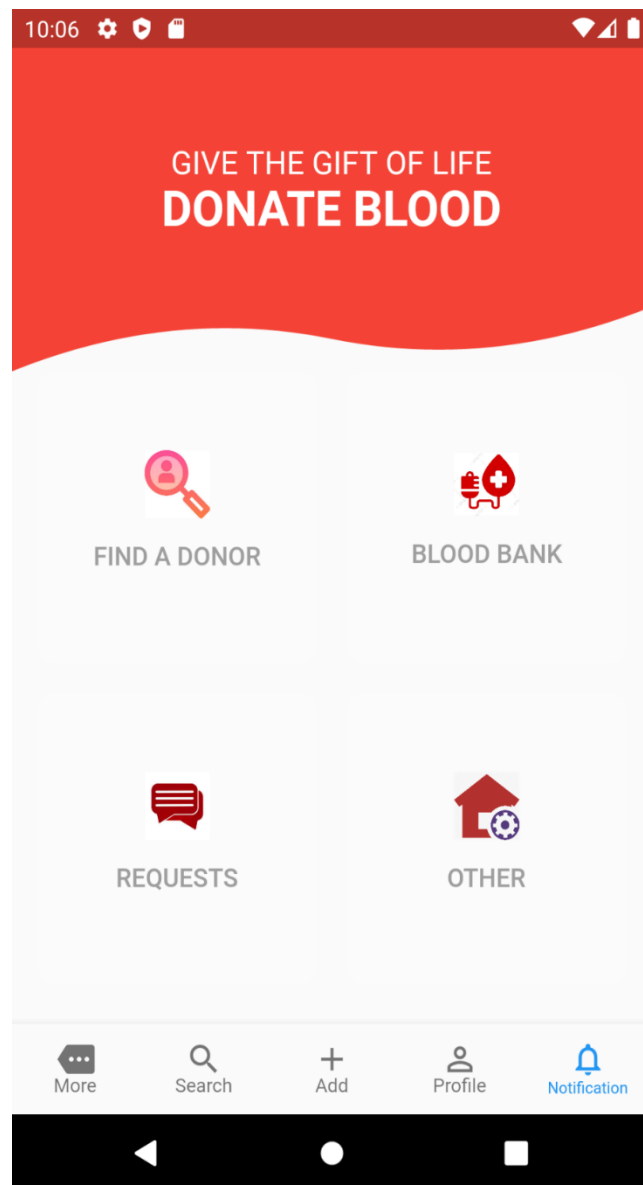 10:06
GIVE THE GIFT OF LIFE
DONATE BLOOD
FIND A DONOR
BLOOD BANK
REQUESTS
OTHER
More
Search
Add
Profile
Notification